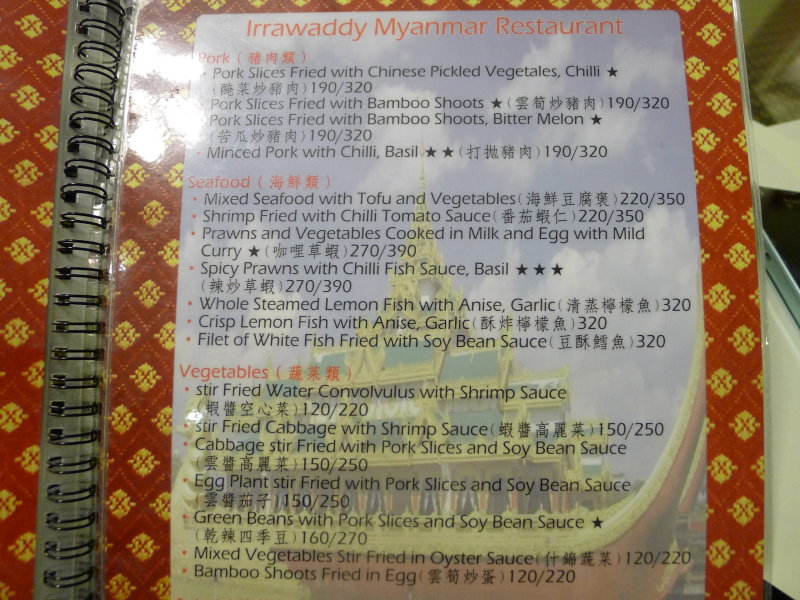 Irrawaddy Myanmar Restaurant
Pork (豬肉類)
• Pork Slices Fried with Chinese Pickled Vegetales, Chilli ★
(醃菜炒豬肉)190/320
Pork Slices Fried with Bamboo Shoots ★(雲筍炒豬肉)190/320
Pork Slices Fried with Bamboo Shoots, Bitter Melon ★
(苦瓜炒豬肉)190/320
• Minced Pork with Chilli, Basil ★★(打拋豬肉)190/320
Seafood (海鮮類)
• Mixed Seafood with Tofu and Vegetables(海鮮豆腐褒)220/350
• Shrimp Fried with Chilli Tomato Sauce(番茄蝦仁)220/350
• Prawns and Vegetables Cooked in Milk and Egg with Mild
Curry ★(咖哩草蝦)270/390
• Spicy Prawns with Chilli Fish Sauce, Basil ★★★
(辣炒草蝦)270/390
• Whole Steamed Lemon Fish with Anise, Garlic(清蒸檸檬魚)320
• Crisp Lemon Fish with Anise, Garlic(酥炸檸檬魚)320
• Filet of White Fish Fried with Soy Bean Sauce(豆酥鱈魚)320
Vegetables (蔬菜類)
• stir Fried Water Convolvulus with Shrimp Sauce
(蝦醬空心菜)120/220
• stir Fried Cabbage with Shrimp Sauce(蝦醬高麗菜)150/250
• Cabbage stir Fried with Pork Slices and Soy Bean Sauce
(雲醬高麗菜)150/250
• Egg Plant stir Fried with Pork Slices and Soy Bean Sauce
(雲醬茄子)150/250
• Green Beans with Pork Slices and Soy Bean Sauce ★
(乾辣四季豆)160/270
• Mixed Vegetables Stir Fried in Oyster Sauce(什錦蔬菜)120/220
• Bamboo Shoots Fried in Egg(雲筍炒蛋)120/220